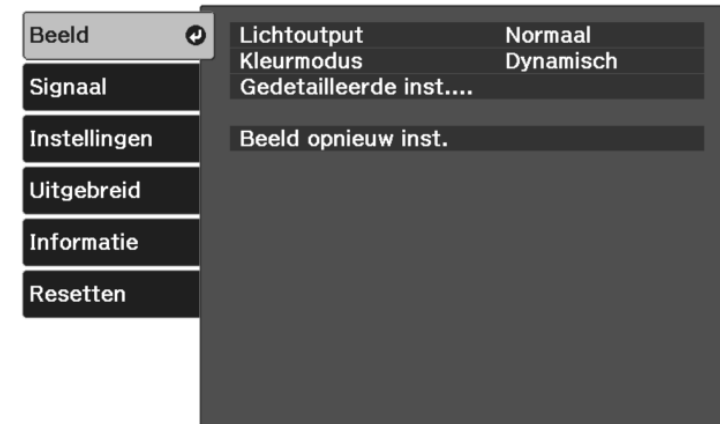 Beeld
Signaal
Instellingen
Uitgebreid
Informatie
Resetten
Lichtoutput Normaal
Kleurmodus Dynamisch
Gedetailleerde inst....
Beeld opnieuw inst.